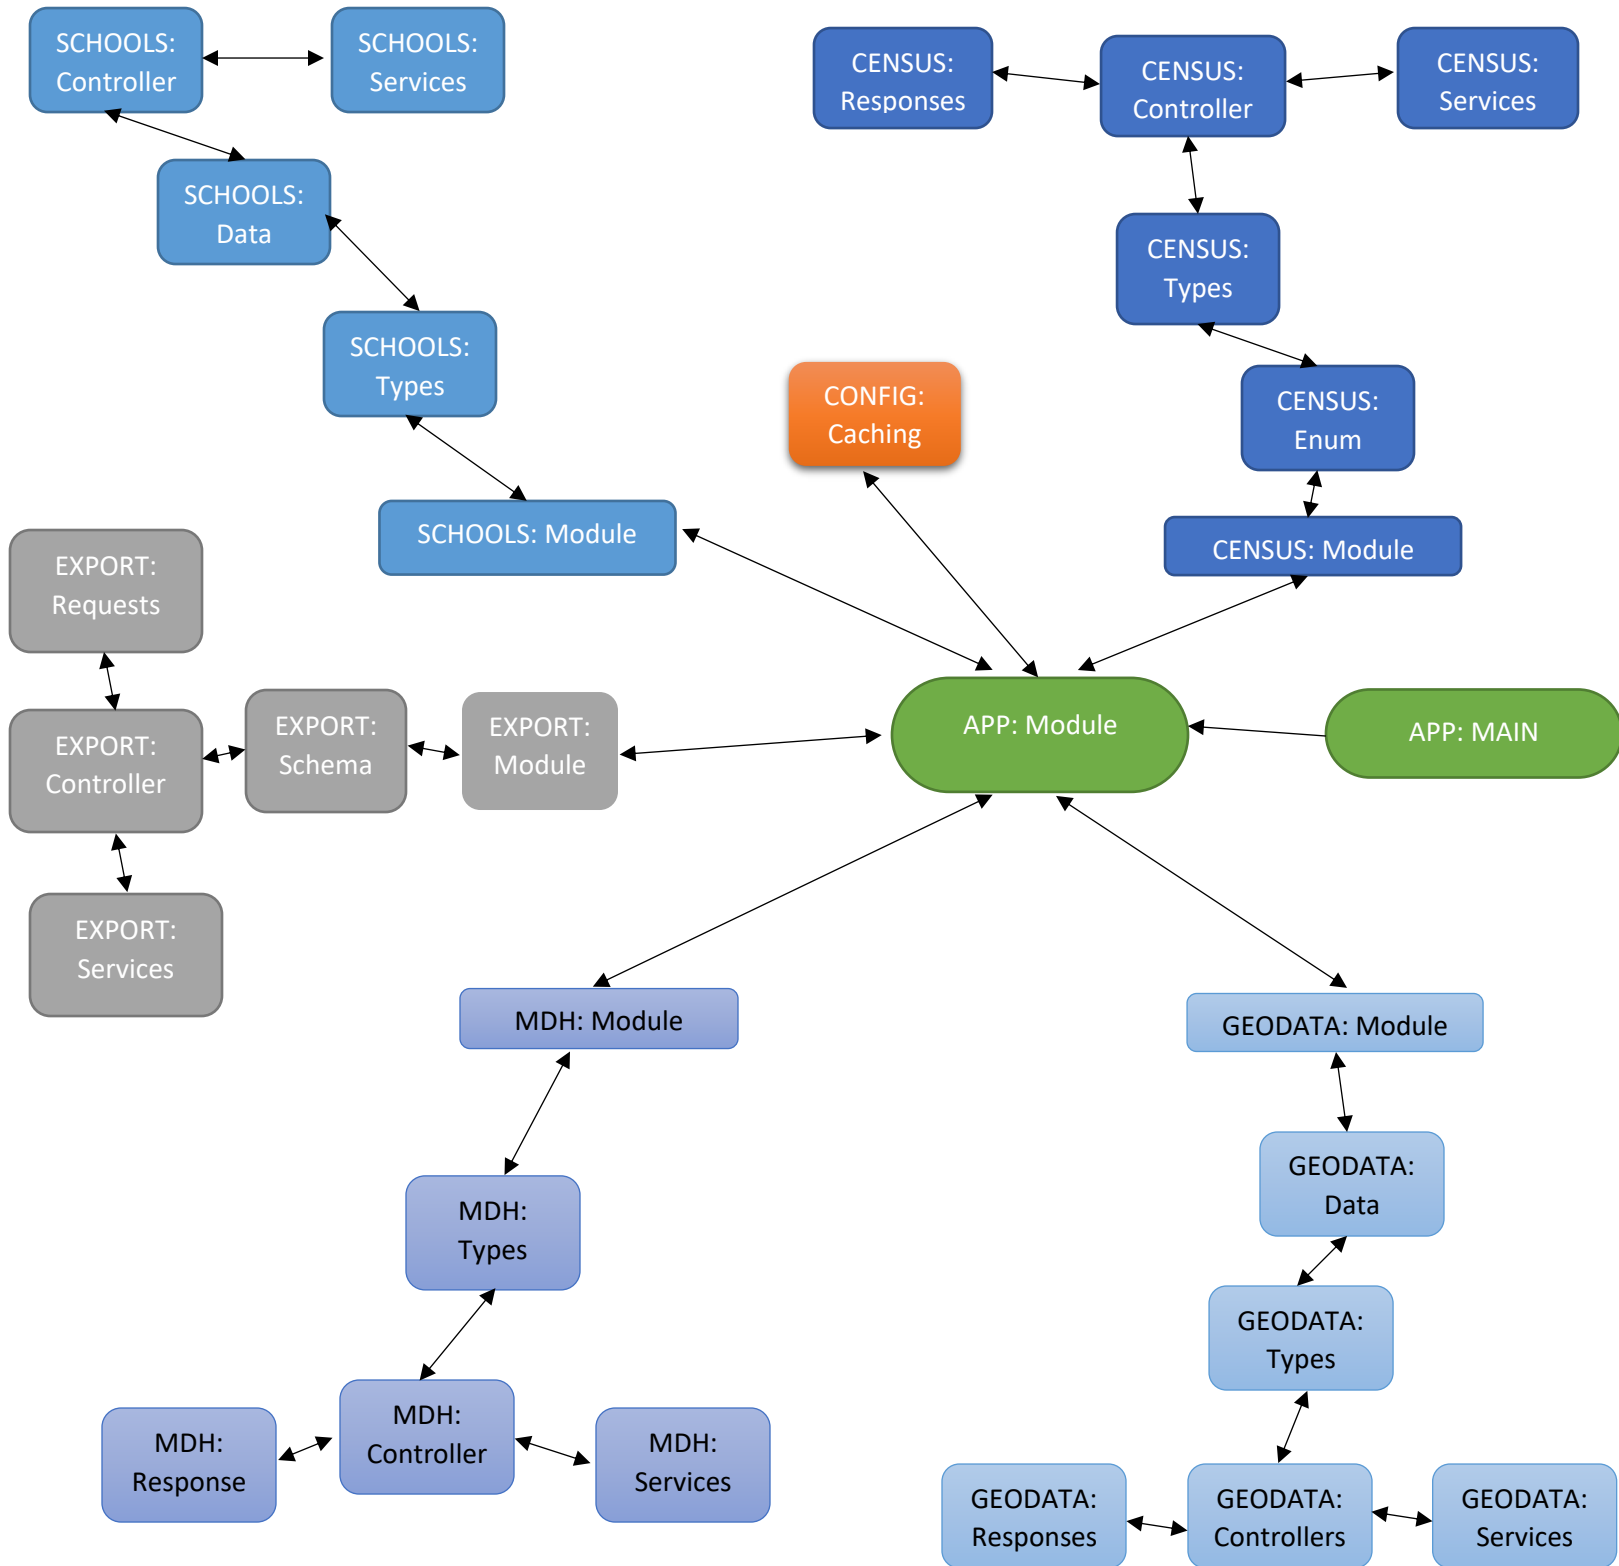 SCHOOLS:
Controller
SCHOOLS:
Services
CENSUS:
Responses
CENSUS:
Controller
CENSUS:
Services
SCHOOLS:
Data
CENSUS:
Types
SCHOOLS:
Types
CONFIG:
Caching
CENSUS:
Enum
SCHOOLS: Module
CENSUS: Module
EXPORT:
Requests
EXPORT:
Controller
EXPORT:
Schema
EXPORT:
Module
APP: Module
APP: MAIN
EXPORT:
Services
MDH: Module
GEODATA: Module
MDH:
Types
GEODATA:
Data
GEODATA:
Types
MDH:
Response
MDH:
Controller
MDH:
Services
GEODATA:
Responses
GEODATA:
Controllers
GEODATA:
Services